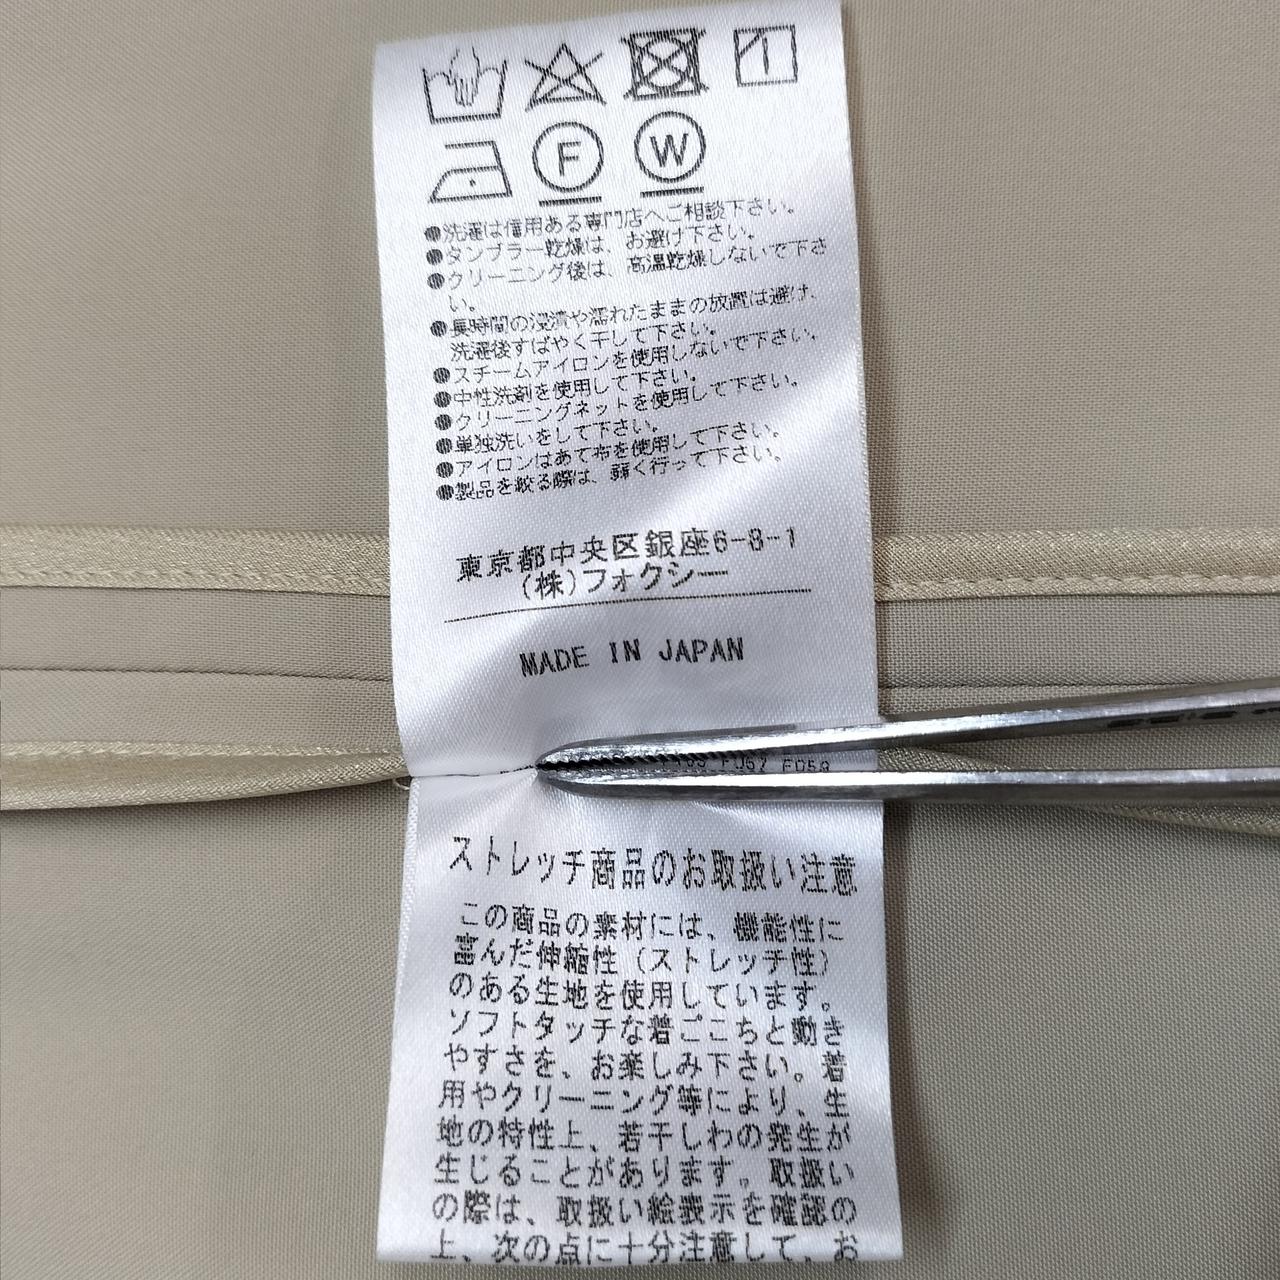 F W
●洗濯は信用ある専門店へご相談下さい。
●タンブラー乾燥は、お避け下さい。
●クリーニング後は、高温乾燥しないで下さ
い。
●長時間の浸漬や濡れたままの放置は避け、
洗濯後すばやく干して下さい。
●スチームアイロンを使用しないで下さい。
●中性洗剤を使用して下さい。
●クリーニングネットを使用して下さい。
●単独洗いをして下さい。
●アイロンはあて布を使用して下さい。
●製品を絞る際は、弱く行って下さい。
東京都中央区銀座6-8-1
(株)フォクシー
MADE IN JAPAN
F057 F058
ストレッチ商品のお取扱い注意
この商品の素材には、機能性に
富んだ伸縮性(ストレッチ性)
のある生地を使用しています。
ソフトタッチな着ごこちと動き
やすさを、お楽しみ下さい。着
用やクリーニング等により、生
地の特性上、若干しわの発生が
生じることがあります。取扱い
の際は、取扱い絵表示を確認の
上、次の点に十分注意して、お